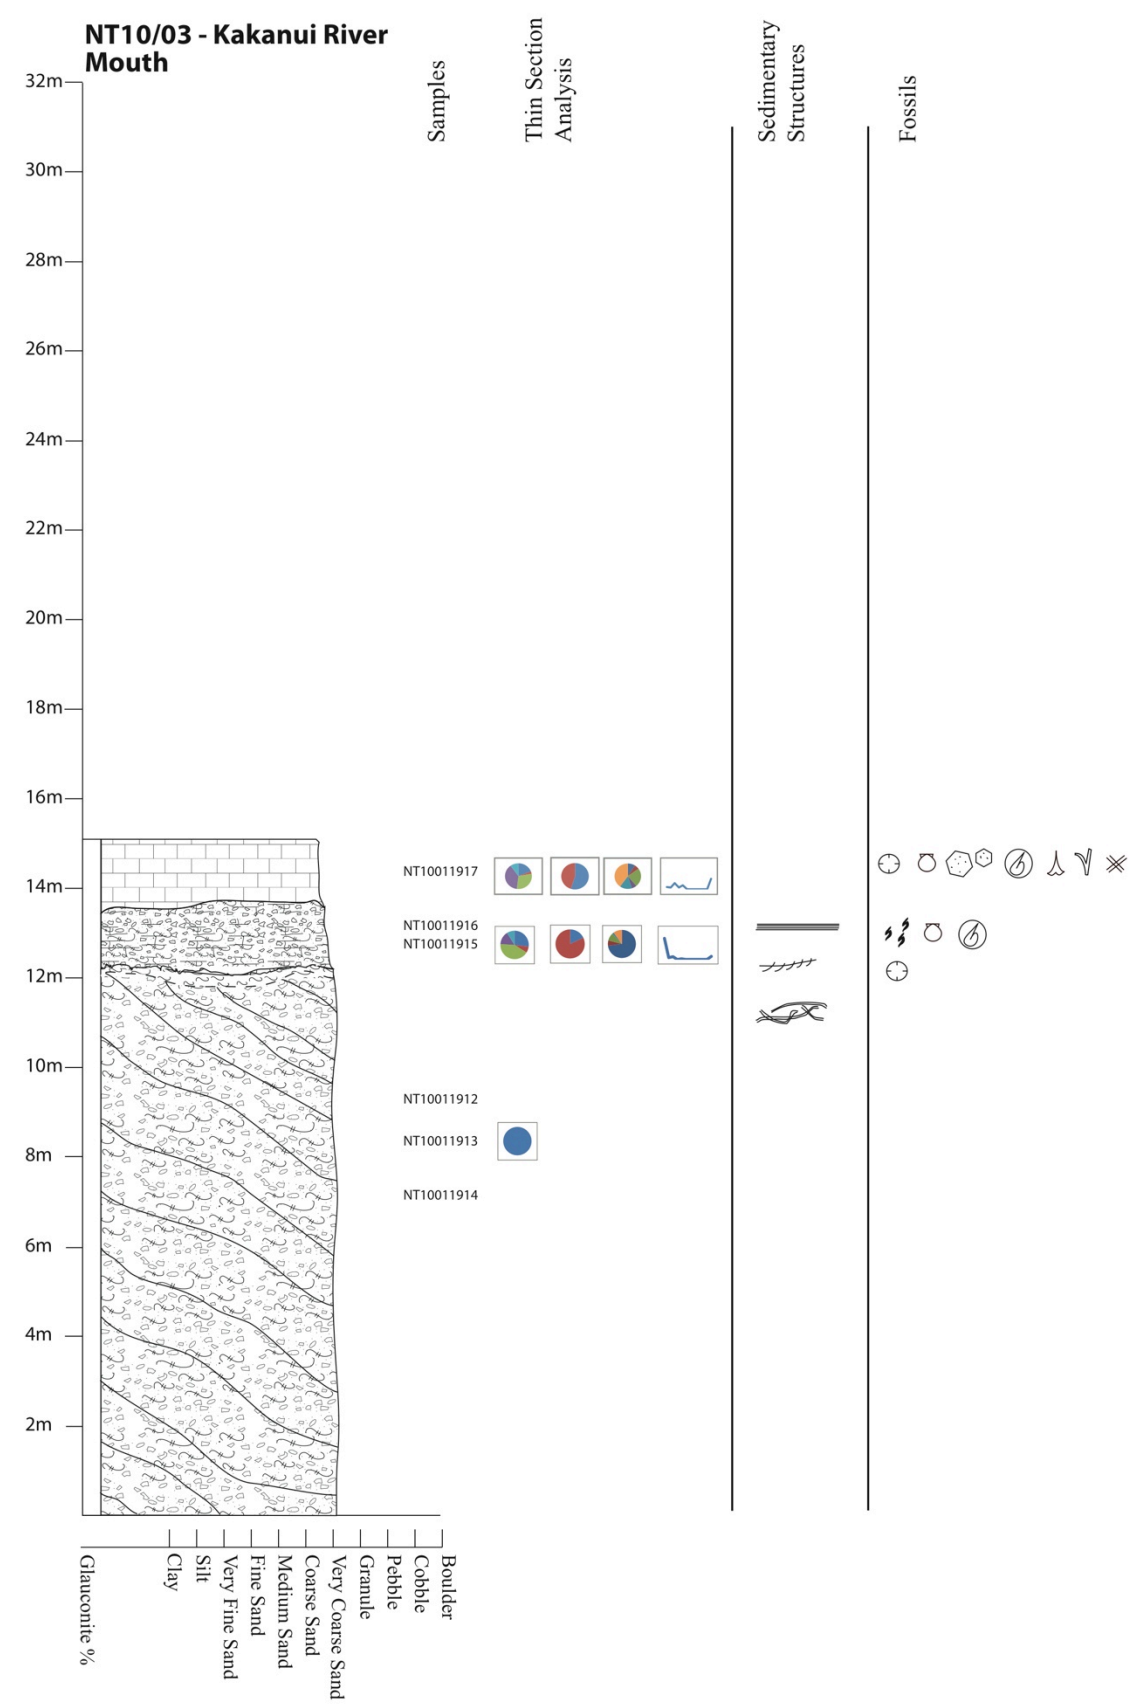 NT10/03 - Kakanui River
Mouth
Samples
Thin Section
Analysis
Sedimentary
Structures
Fossils
32m
30m
28m
26m
24m
22m
20m
18m
16m
14m
12m
10m
8m
6m
4m
2m
NT10011917
NT10011916
NT10011915
NT10011912
NT10011913
NT10011914
Glauconite %
Clay
Silt
Very Fine Sand
Fine Sand
Medium Sand
Coarse Sand
Very Coarse Sand
Granule
Pebble
Cobble
Boulder